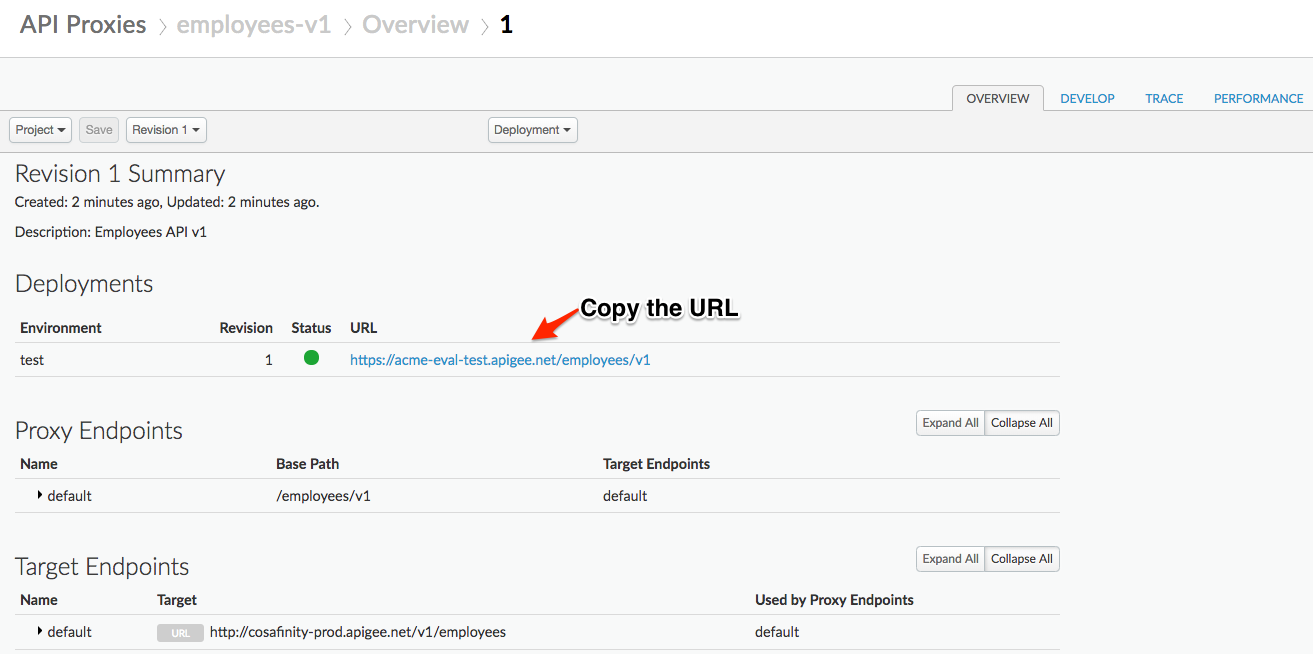 API Proxies > employees-v1 > Overview > 1
OVERVIEW DEVELOP TRACE PERFORMANCE
Project Save Revision 1 Deployment
Revision 1 Summary
Created: 2 minutes ago, Updated: 2 minutes ago.
Description: Employees API v1
Deployments
Copy the URL
Environment Revision Status URL
test 1 https://acme-eval-test.apigee.net/employees/v1
Proxy Endpoints Expand All Collapse All
Name Base Path Target Endpoints
default /employees/v1 default
Target Endpoints Expand All Collapse All
Name Target Used by Proxy Endpoints
default URL http://cosafinity-prod.apigee.net/v1/employees default